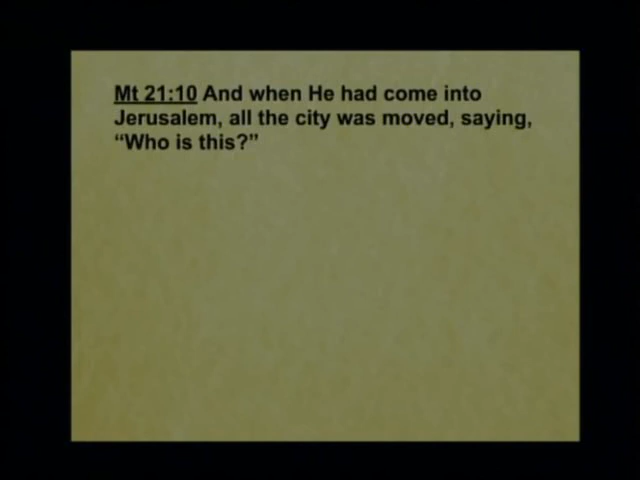 Mt 21:10 And when He had come into
Jerusalem, all the city was moved, saying,
“Who is this?”